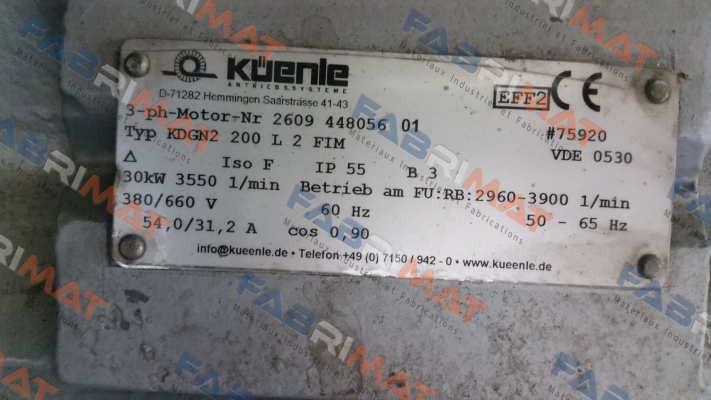 KÜENLE
ANTRIEBSSYSTEME
D-71282 Hemmingen Saarstrasse 41-43
EFF2 CE
3-ph-Motor-Nr 2609 448056 01 #75920
Typ KDGN2 200 L 2 FIM VDE 0530
Δ Iso F IP 55 B 3
30kW 3550 1/min Betrieb am FU:RB:2960-3900 1/min
380/660 V 60 Hz 50 - 65 Hz
54,0/31,2 A cos 0,90
info@kueenle.de • Telefon +49 (0) 7150 / 942 - 0 • www.kueenle.de
FABRIMAT
Materiaux Industriels et Fabrications